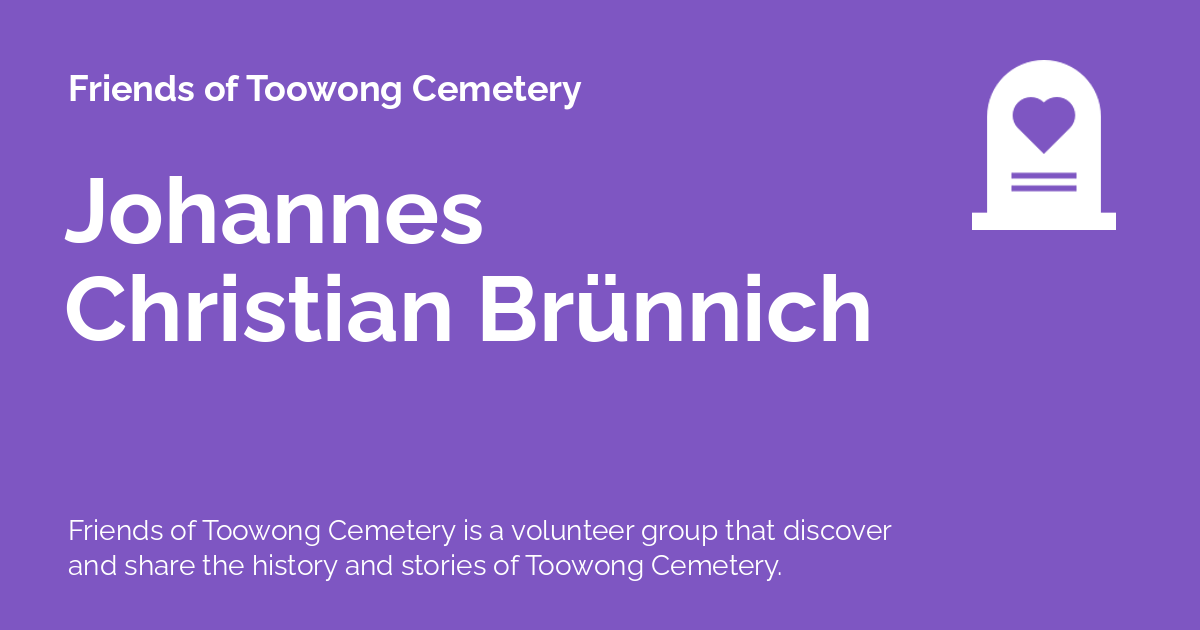 Friends of Toowong Cemetery
Johannes
Christian Brünnich
Friends of Toowong Cemetery is a volunteer group that discover
and share the history and stories of Toowong Cemetery.